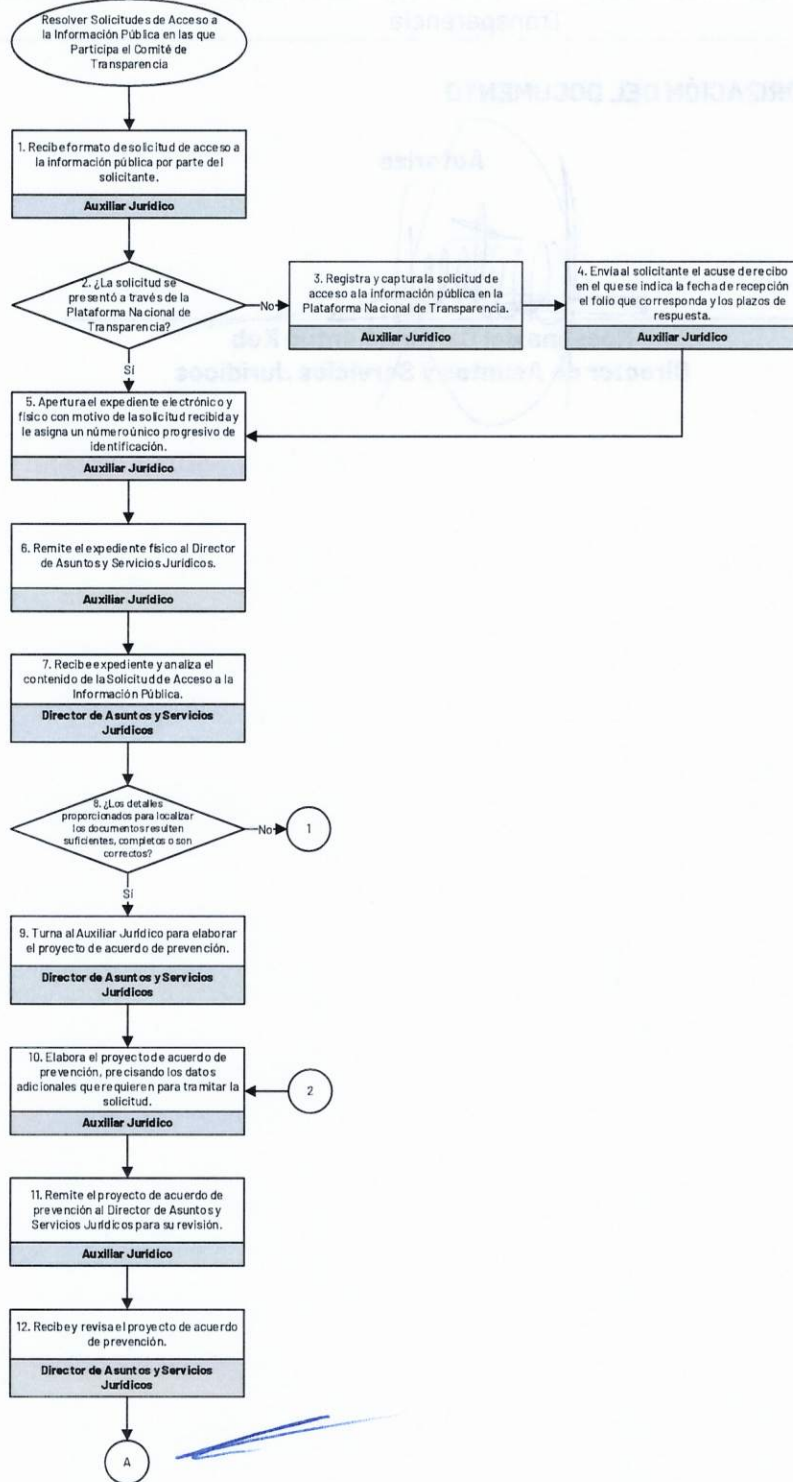 Resolver Solicitudes de Acceso a
la Información Pública en las que
Participa el Comité de
Transparencia
1. Recibe formato de solicitud de acceso a
la información pública por parte del
solicitante.
Auxiliar Jurídico
2. ¿La solicitud se
presentó a través de la
Plataforma Nacional de
Transparencia?
No
3. Registra y captura la solicitud de
acceso a la información pública en la
Plataforma Nacional de Transparencia.
Auxiliar Jurídico
4. Envía al solicitante el acuse de recibo
en el que se indica la fecha de recepción
el folio que corresponda y los plazos de
respuesta.
Auxiliar Jurídico
Sí
5. Apertura el expediente electrónico y
físico con motivo de la solicitud recibida y
le asigna un número único progresivo de
identificación.
Auxiliar Jurídico
6. Remite el expediente físico al Director
de Asuntos y Servicios Jurídicos.
Auxiliar Jurídico
7. Recibe expediente y analiza el
contenido de la Solicitud de Acceso a la
Información Pública.
Director de Asuntos y Servicios
Jurídicos
8. ¿Los detalles
proporcionados para localizar
los documentos resulten
suficientes, completos o son
correctos?
No
1
Sí
9. Turna al Auxiliar Jurídico para elaborar
el proyecto de acuerdo de prevención.
Director de Asuntos y Servicios
Jurídicos
10. Elabora el proyecto de acuerdo de
prevención, precisando los datos
adicionales que requieren para tramitar la
solicitud.
Auxiliar Jurídico
2
11. Remite el proyecto de acuerdo de
prevención al Director de Asuntos y
Servicios Jurídicos para su revisión.
Auxiliar Jurídico
12. Recibe y revisa el proyecto de acuerdo
de prevención.
Director de Asuntos y Servicios
Jurídicos
A